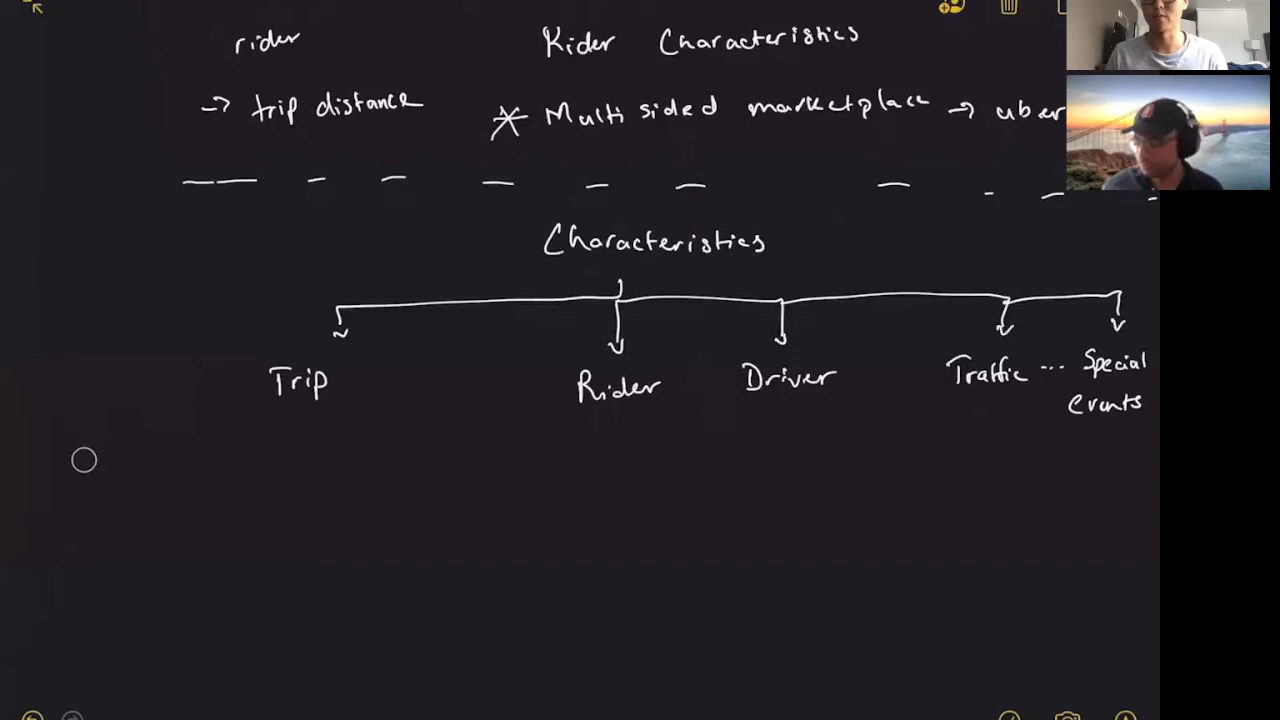 rider Rider Characteristics
→ trip distance * Multi sided marketplace → uber
Characteristics
Trip Rider Driver Traffic ... Special
events